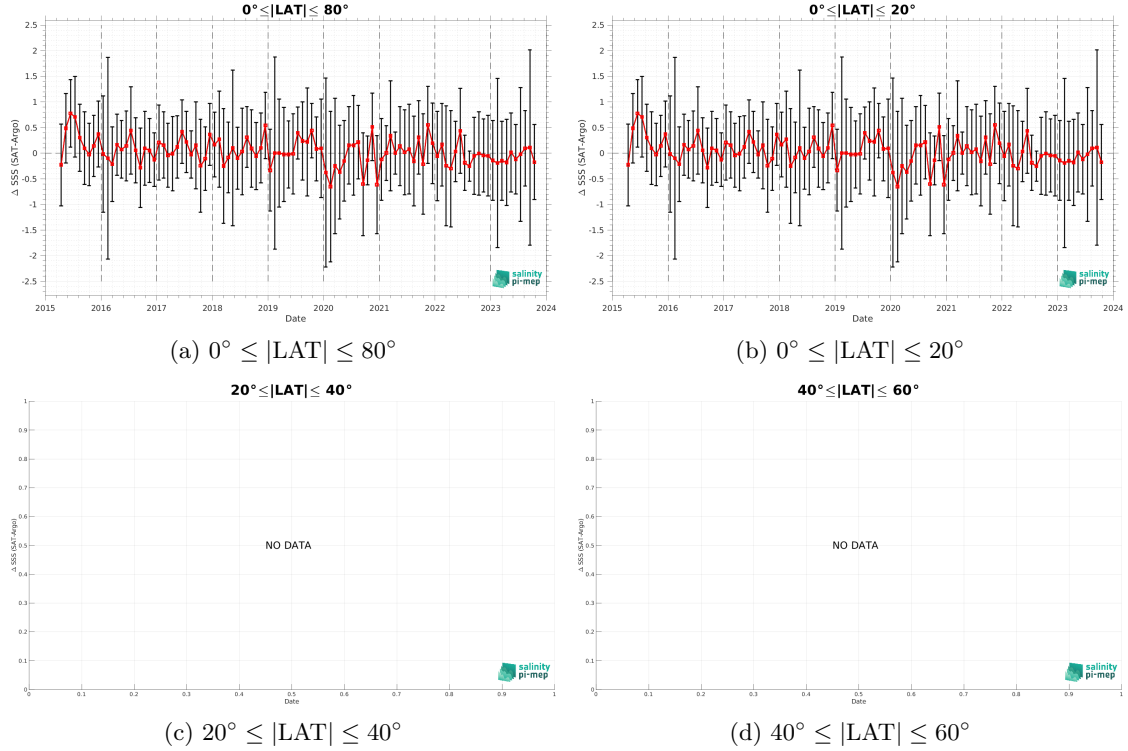 0°≤|LAT|≤ 80°
Δ SSS (SAT-Argo)
2.5
2
1.5
1
0.5
0
-0.5
-1
-1.5
-2
-2.5
2015 2016 2017 2018 2019 2020 2021 2022 2023 2024
Date
salinity
pi-mep
(a) 0° ≤ |LAT| ≤ 80°
0°≤|LAT|≤ 20°
Δ SSS (SAT-Argo)
2.5
2
1.5
1
0.5
0
-0.5
-1
-1.5
-2
-2.5
2015 2016 2017 2018 2019 2020 2021 2022 2023 2024
Date
salinity
pi-mep
(b) 0° ≤ |LAT| ≤ 20°
20°≤|LAT|≤ 40°
Δ SSS (SAT-Argo)
1
0.9
0.8
0.7
0.6
0.5
0.4
0.3
0.2
0.1
0
NO DATA
0 0.1 0.2 0.3 0.4 0.5 0.6 0.7 0.8 0.9 1
Date
salinity
pi-mep
(c) 20° ≤ |LAT| ≤ 40°
40°≤|LAT|≤ 60°
Δ SSS (SAT-Argo)
1
0.9
0.8
0.7
0.6
0.5
0.4
0.3
0.2
0.1
0
NO DATA
0 0.1 0.2 0.3 0.4 0.5 0.6 0.7 0.8 0.9 1
Date
salinity
pi-mep
(d) 40° ≤ |LAT| ≤ 60°